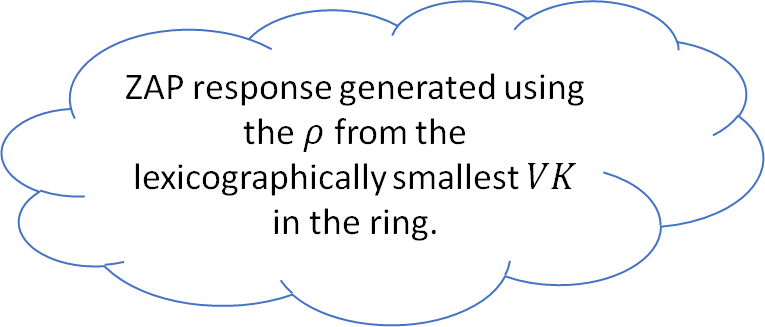 ZAP response generated using
the ρ from the
lexicographically smallest VK
in the ring.